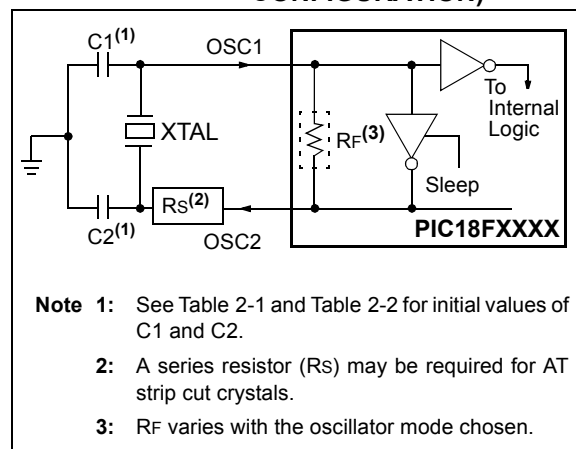 C1(1)
OSC1
To
Internal
Logic
XTAL
RF(3)
Sleep
RS(2)
C2(1)
OSC2
PIC18FXXXX
Note 1: See Table 2-1 and Table 2-2 for initial values of
C1 and C2.
2: A series resistor (RS) may be required for AT
strip cut crystals.
3: RF varies with the oscillator mode chosen.